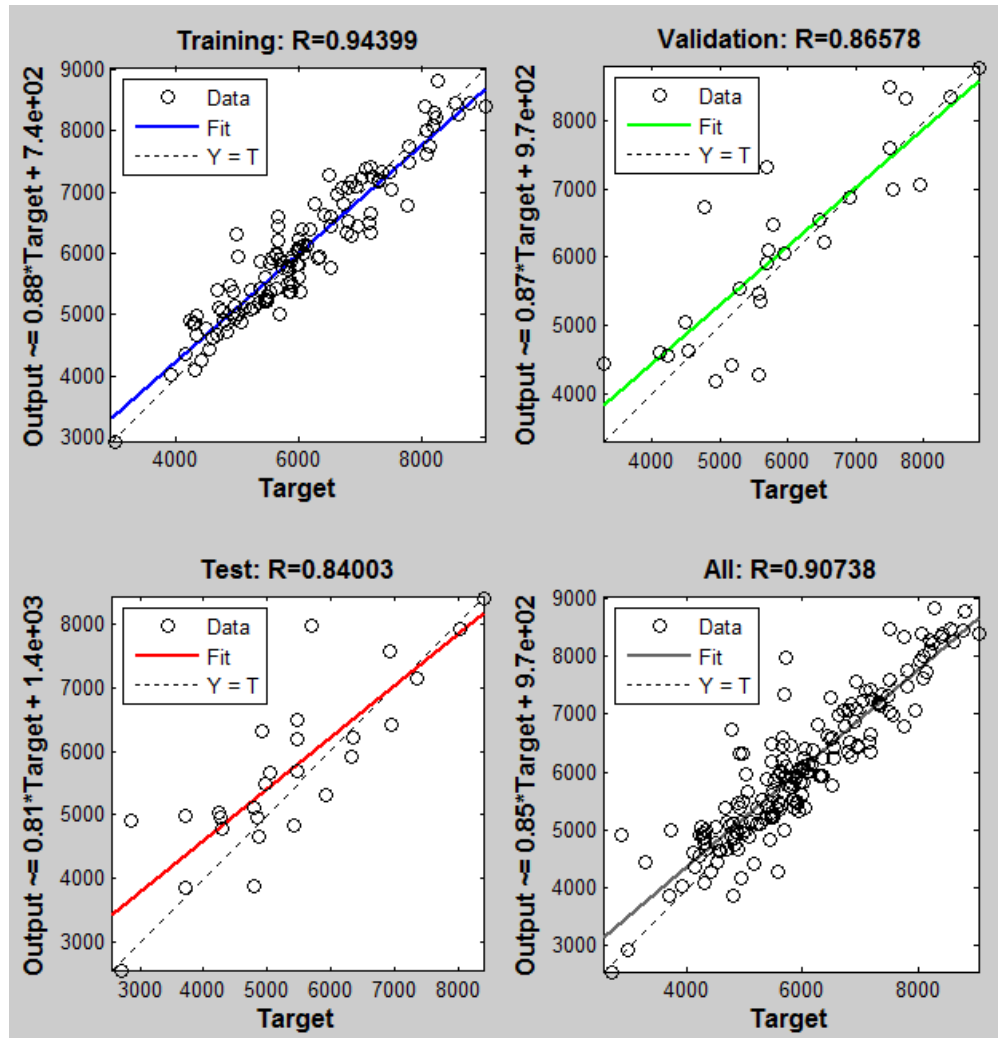 Training: R=0.94399
Output ~= 0.88*Target + 7.4e+02
9000
8000
7000
6000
5000
4000
3000
Data
Fit
Y = T
4000 6000 8000
Target
Validation: R=0.86578
Output ~= 0.87*Target + 9.7e+02
8000
7000
6000
5000
4000
Data
Fit
Y = T
4000 5000 6000 7000 8000
Target
Test: R=0.84003
Output ~= 0.81*Target + 1.4e+03
8000
7000
6000
5000
4000
3000
Data
Fit
Y = T
3000 4000 5000 6000 7000 8000
Target
All: R=0.90738
Output ~= 0.85*Target + 9.7e+02
9000
8000
7000
6000
5000
4000
3000
Data
Fit
Y = T
4000 6000 8000
Target